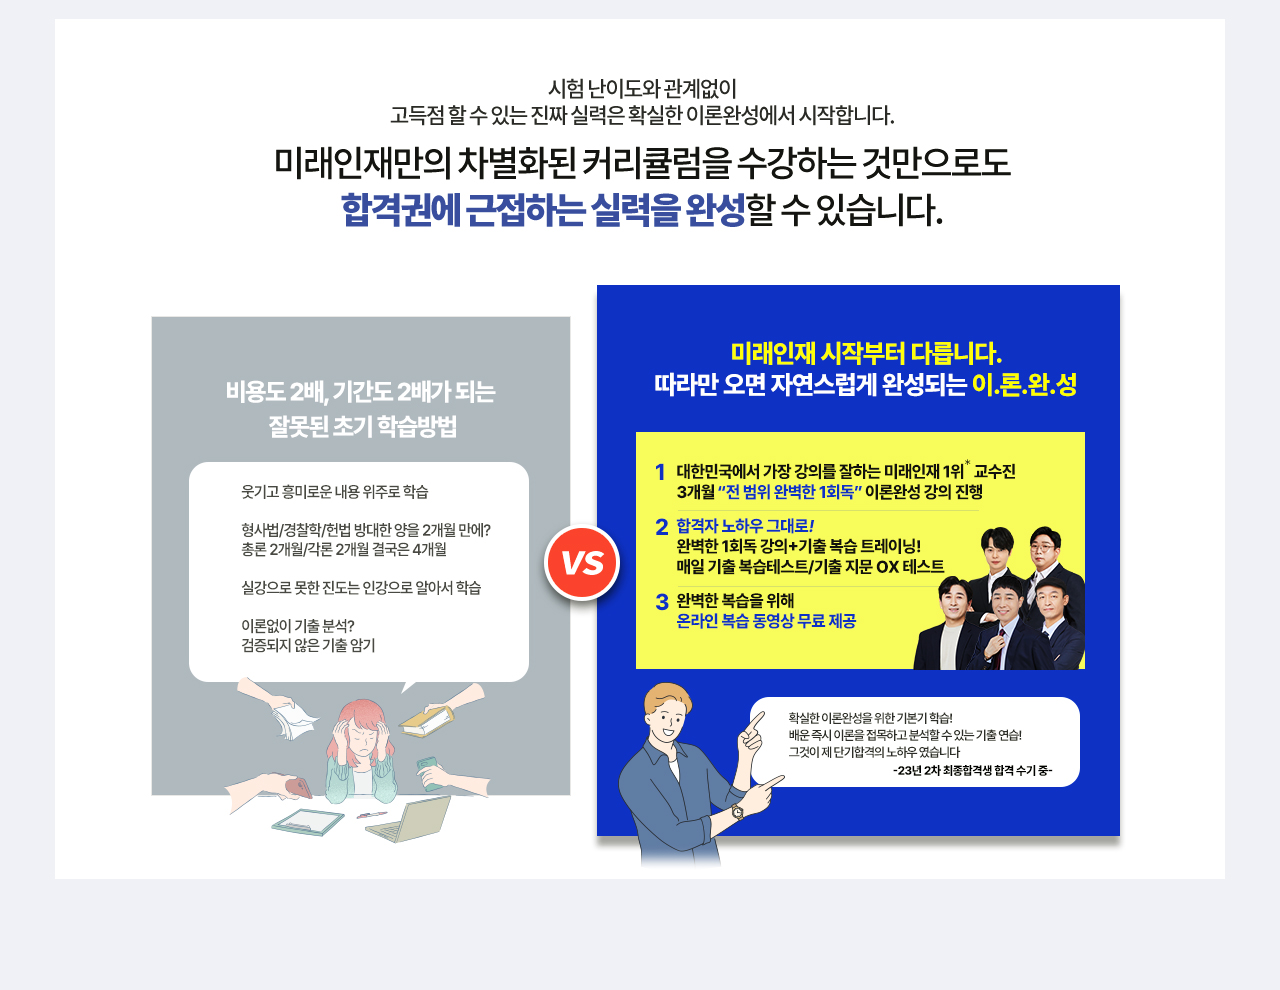 시험 난이도와 관계없이
고득점 할 수 있는 진짜 실력은 확실한 이론완성에서 시작합니다.
미래인재만의 차별화된 커리큘럼을 수강하는 것만으로도
합격권에 근접하는 실력을 완성할 수 있습니다.
비용도 2배, 기간도 2배가 되는
잘못된 초기 학습방법
웃기고 흥미로운 내용 위주로 학습
형사법/경찰학/헌법 방대한 양을 2개월 만에?
총론 2개월/각론 2개월 결국은 4개월
실강으로 못한 진도는 인강으로 알아서 학습
이론없이 기출 분석?
검증되지 않은 기출 암기
VS
미래인재 시작부터 다릅니다.
따라만 오면 자연스럽게 완성되는 이.론.완.성
1 대한민국에서 가장 강의를 잘하는 미래인재 1위* 교수진
3개월 “전 범위 완벽한 1회독” 이론완성 강의 진행
2 합격자 노하우 그대로!
완벽한 1회독 강의+기출 복습 트레이닝!
매일 기출 복습테스트/기출 지문 OX 테스트
3 완벽한 복습을 위해
온라인 복습 동영상 무료 제공
확실한 이론완성을 위한 기본기 학습!
배운 즉시 이론을 접목하고 분석할 수 있는 기출 연습!
그것이 제 단기합격의 노하우 였습니다
-23년 2차 최종합격생 합격 수기 중-